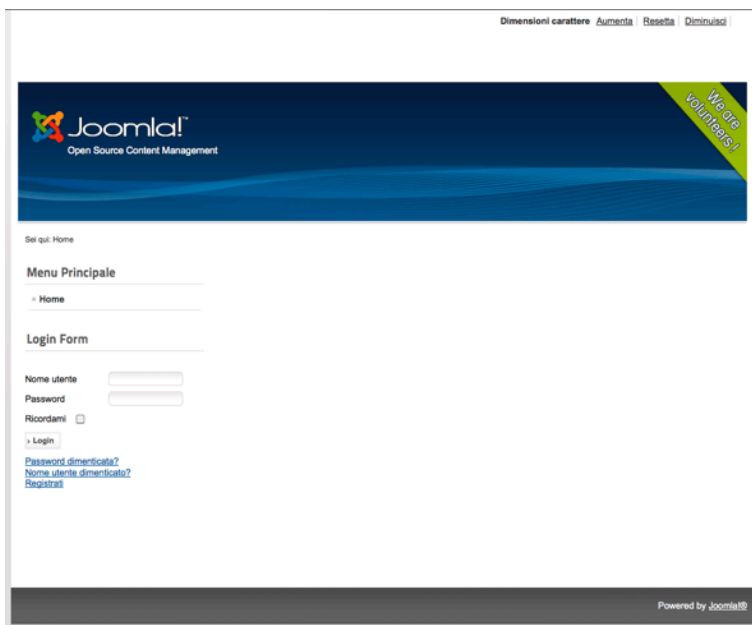 Dimensioni carattere Aumenta Resetta Diminuisci
We are
volunteers!
Joomla!™
Open Source Content Management
Sei qui: Home
Menu Principale
Home
Login Form
Nome utente
Password
Ricordami
› Login
Password dimenticata?
Nome utente dimenticato?
Registrati
Powered by Joomla!®